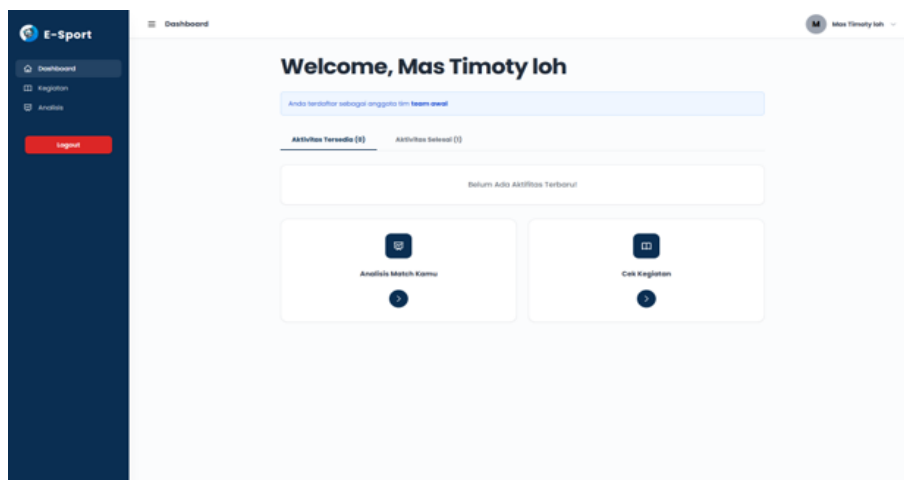 E-Sport
Dashboard
Kegiatan
Analisis
Logout
Dashboard
M
Mas Timoty loh
Welcome, Mas Timoty loh
Anda terdaftar sebagai anggota tim team awal
Aktivitas Tersedia (0)
Aktivitas Selesai (1)
Belum Ada Aktifitas Terbaru!
Analisis Match Kamu
Cek Kegiatan